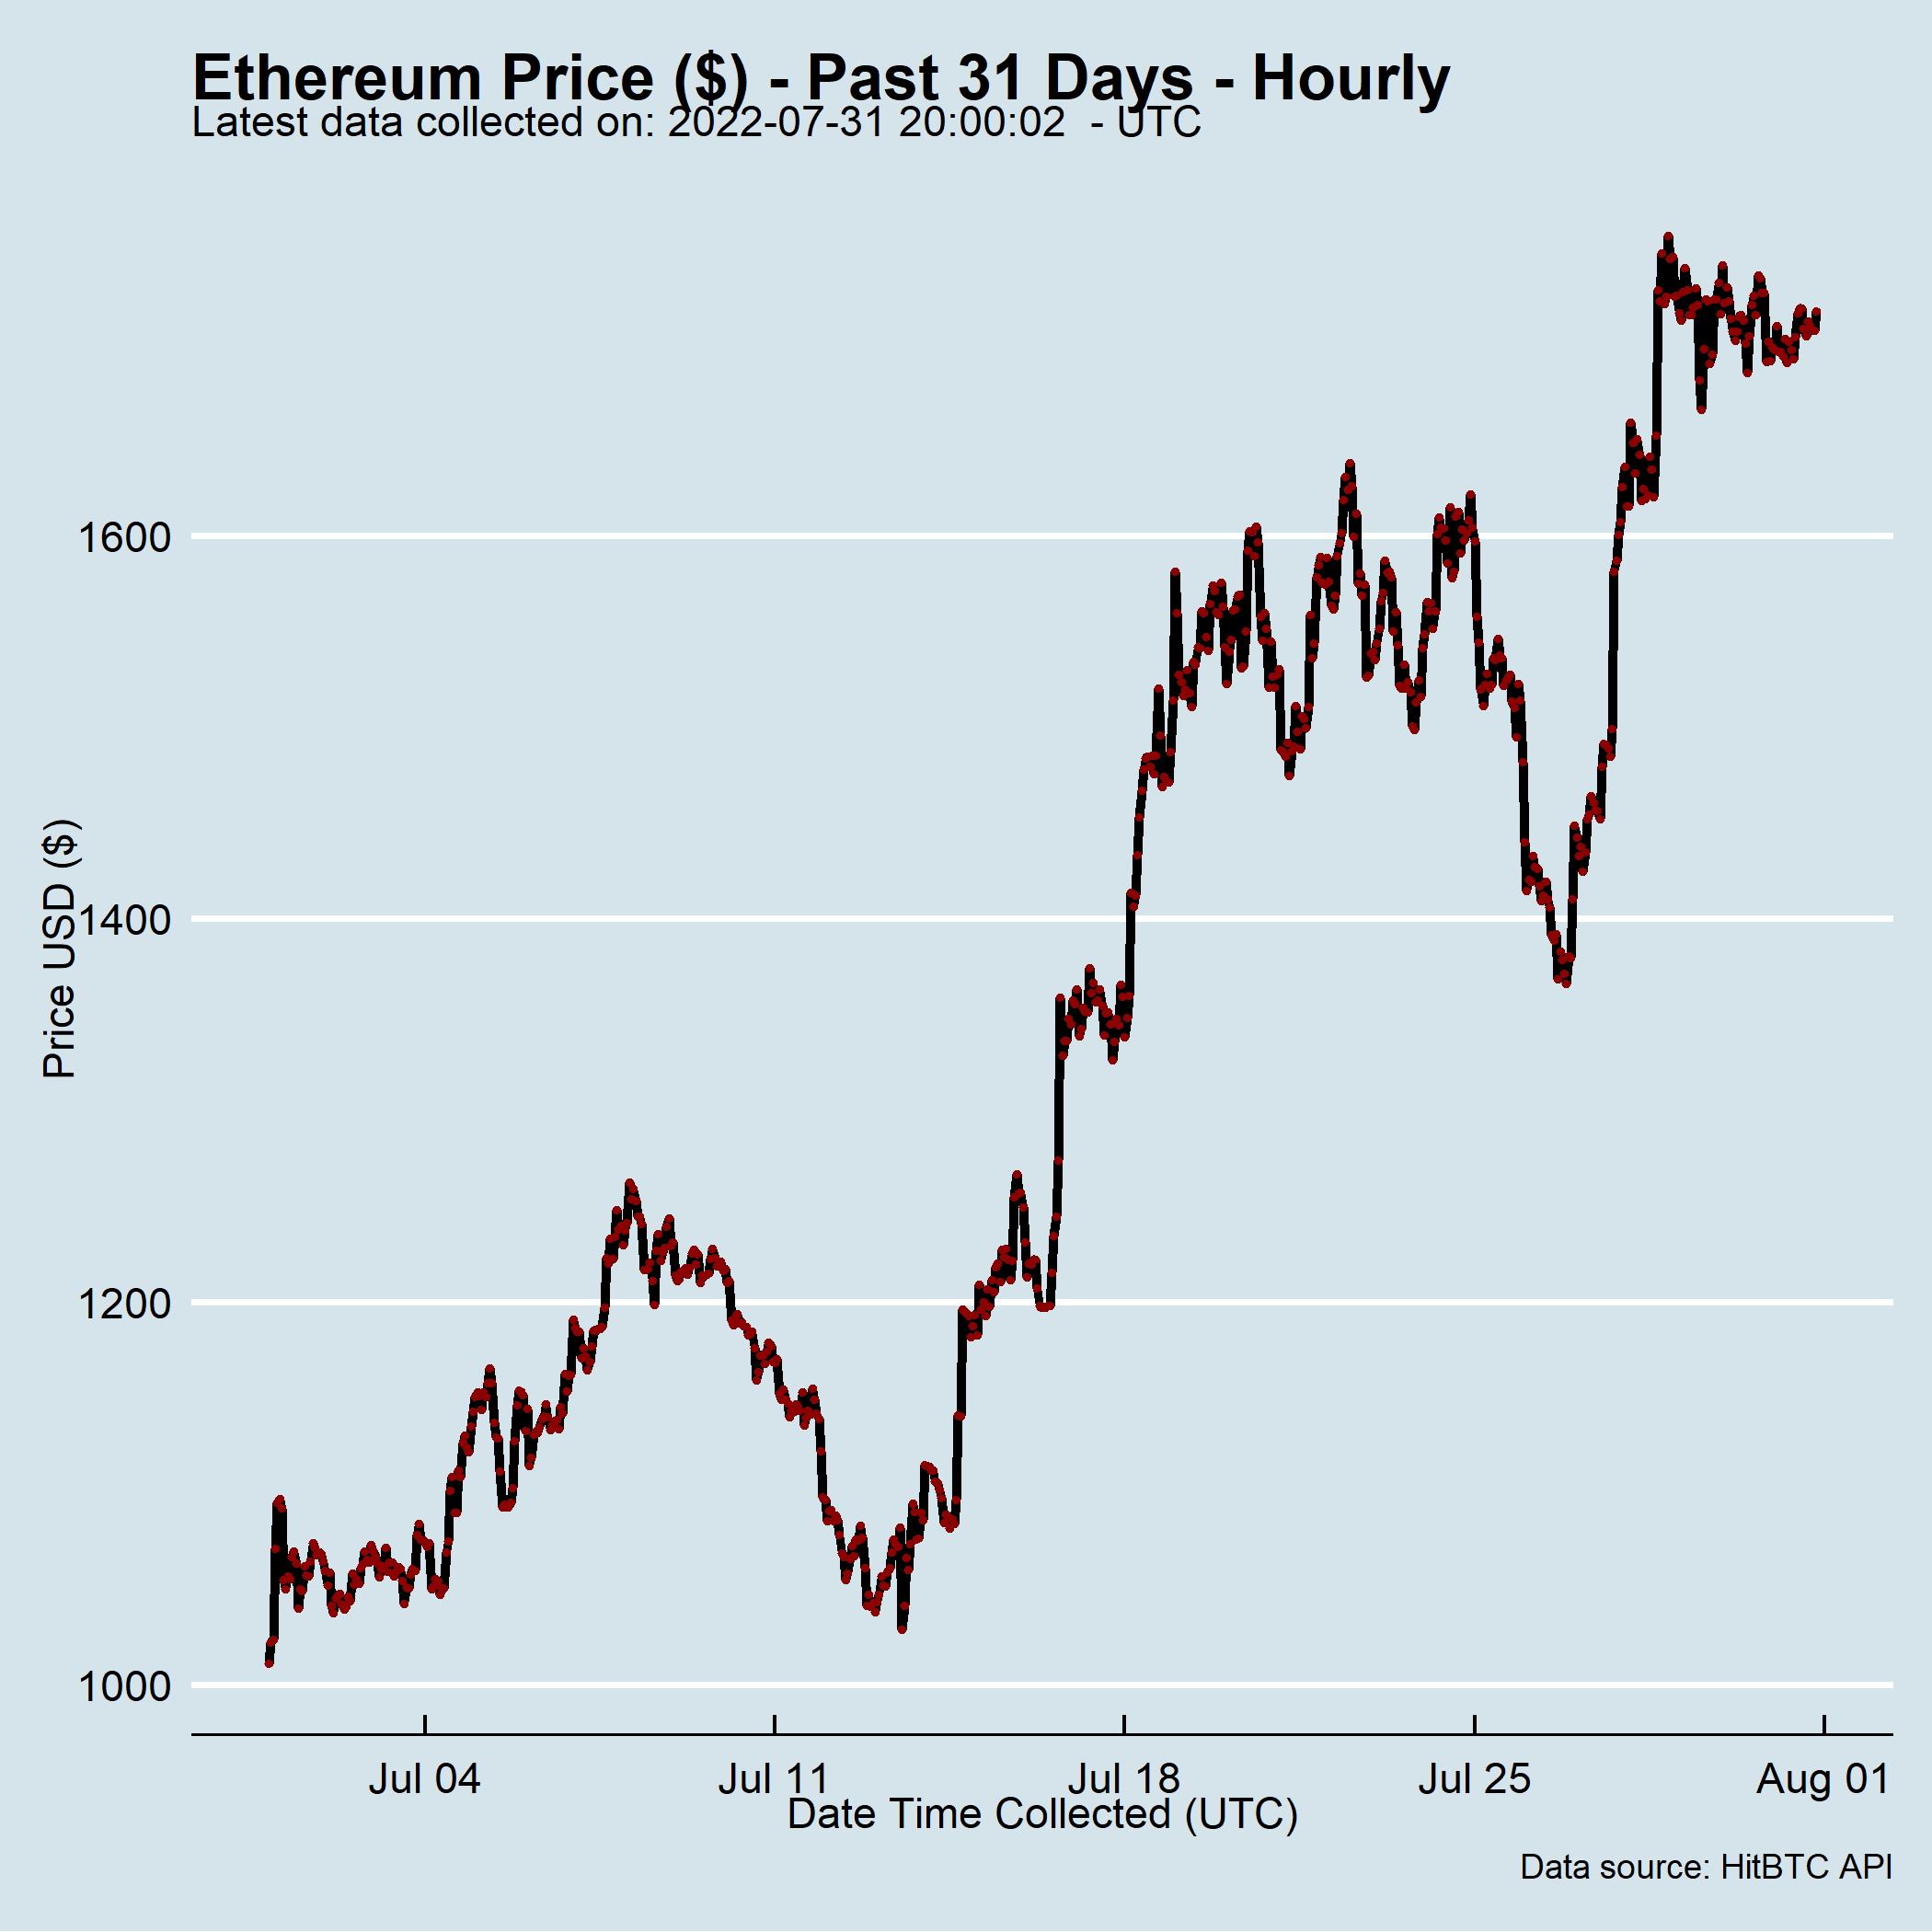 Ethereum Price ($) - Past 31 Days - Hourly
Latest data collected on: 2022-07-31 20:00:02  - UTC
1600
1400
1200
1000
Price USD ($)
Jul 04
Jul 11
Jul 18
Jul 25
Aug 01
Date Time Collected (UTC)
Data source: HitBTC API